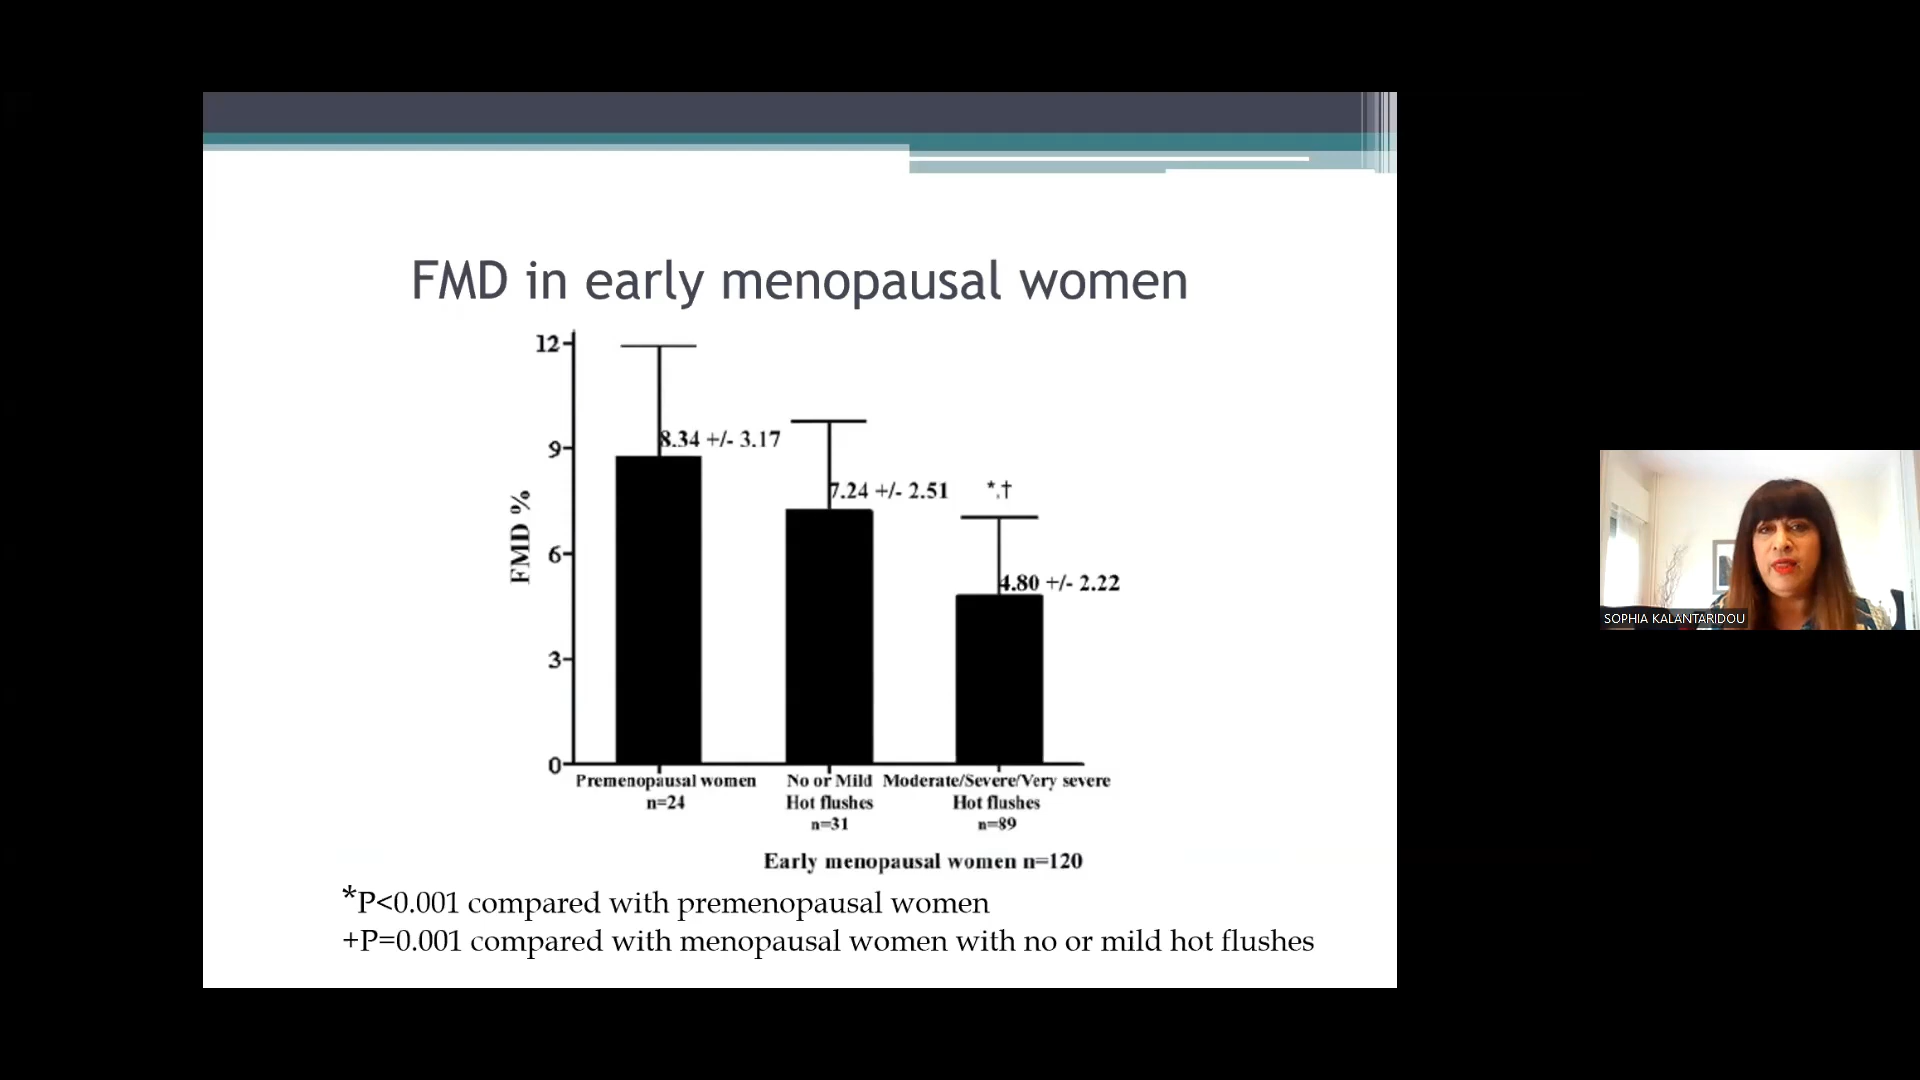 FMD in early menopausal women
12
9
6
3
0
FMD %
8.34 +/- 3.17
7.24 +/- 2.51
*,†
4.80 +/- 2.22
Premenopausal women
n=24
No or Mild
Hot flushes
n=31
Moderate/Severe/Very severe
Hot flushes
n=89
Early menopausal women n=120
*P<0.001 compared with premenopausal women
+P=0.001 compared with menopausal women with no or mild hot flushes
SOPHIA KALANTARIDOU